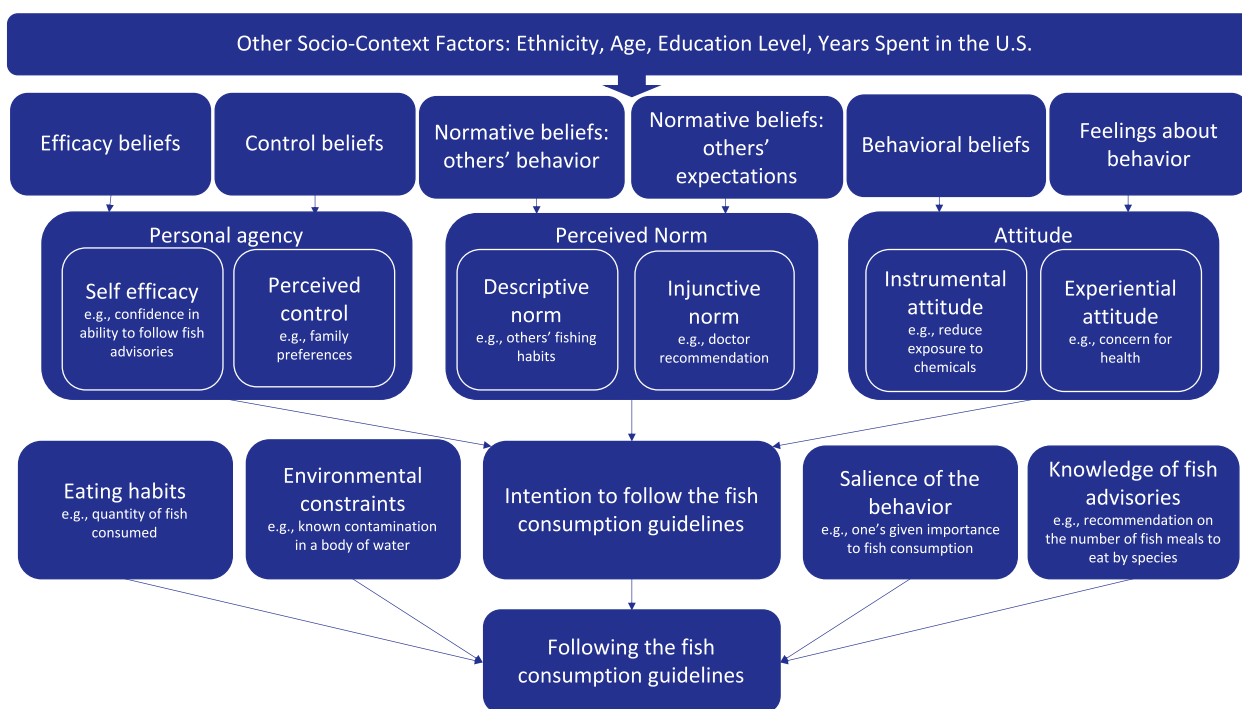 Other Socio-Context Factors: Ethnicity, Age, Education Level, Years Spent in the U.S.
Efficacy beliefs
Control beliefs
Normative beliefs:
others’ behavior
Normative beliefs:
others’
expectations
Behavioral beliefs
Feelings about
behavior
Personal agency
Self efficacy
e.g., confidence in
ability to follow fish
advisories
Perceived
control
e.g., family
preferences
Perceived Norm
Descriptive
norm
e.g., others’ fishing
habits
Injunctive
norm
e.g., doctor
recommendation
Attitude
Instrumental
attitude
e.g., reduce
exposure to
chemicals
Experiential
attitude
e.g., concern for
health
Eating habits
e.g., quantity of fish
consumed
Environmental
constraints
e.g., known contamination
in a body of water
Intention to follow the fish
consumption guidelines
Salience of the
behavior
e.g., one’s given importance
to fish consumption
Knowledge of fish
advisories
e.g., recommendation on
the number of fish meals to
eat by species
Following the fish
consumption guidelines